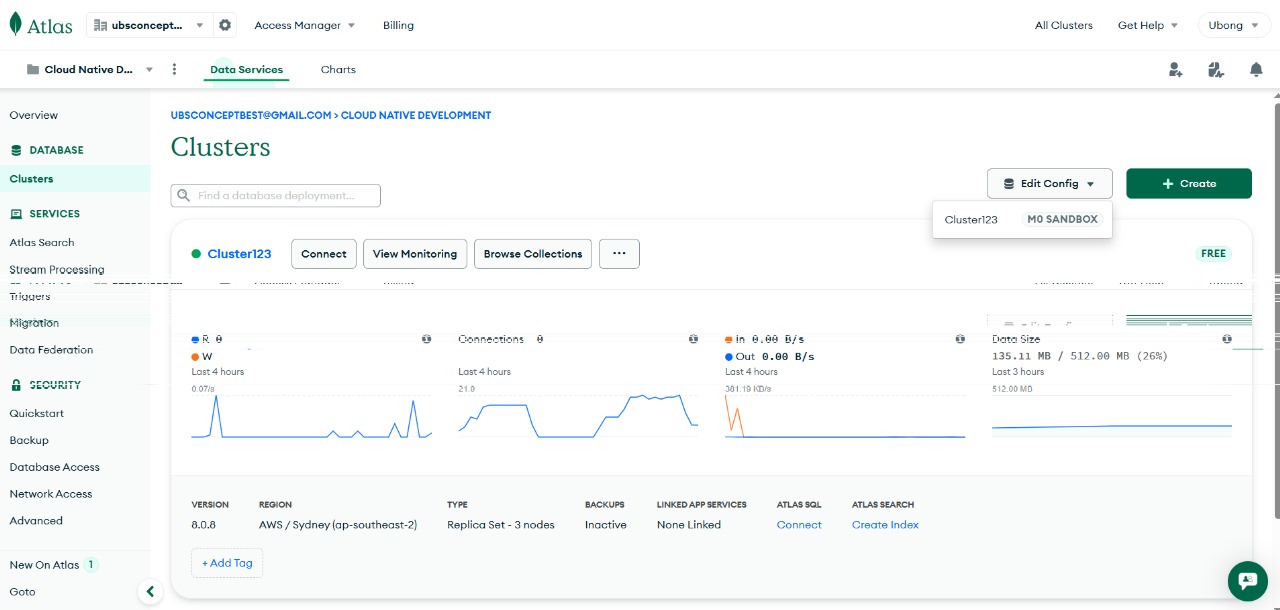 Atlas
ubsconcept...
Access Manager
Billing
All Clusters
Get Help
Ubong
Cloud Native D...
Data Services
Charts
Overview
DATABASE
Clusters
SERVICES
Atlas Search
Stream Processing
Triggers
Migration
Data Federation
SECURITY
Quickstart
Backup
Database Access
Network Access
Advanced
New On Atlas 1
Goto
UBSCONCEPTBEST@GMAIL.COM > CLOUD NATIVE DEVELOPMENT
Clusters
Find a database deployment...
Edit Config
+ Create
Cluster123 M0 SANDBOX
Cluster123
Connect
View Monitoring
Browse Collections
...
FREE
R 0
W
Last 4 hours
0.07/s
Connections 0
Last 4 hours
21.0
In 0.00 B/s
Out 0.00 B/s
Last 4 hours
381.19 KB/s
Data Size
135.11 MB / 512.00 MB (26%)
Last 3 hours
512.00 MB
VERSION
8.0.8
REGION
AWS / Sydney (ap-southeast-2)
TYPE
Replica Set - 3 nodes
BACKUPS
Inactive
LINKED APP SERVICES
None Linked
ATLAS SQL
Connect
ATLAS SEARCH
Create Index
+ Add Tag